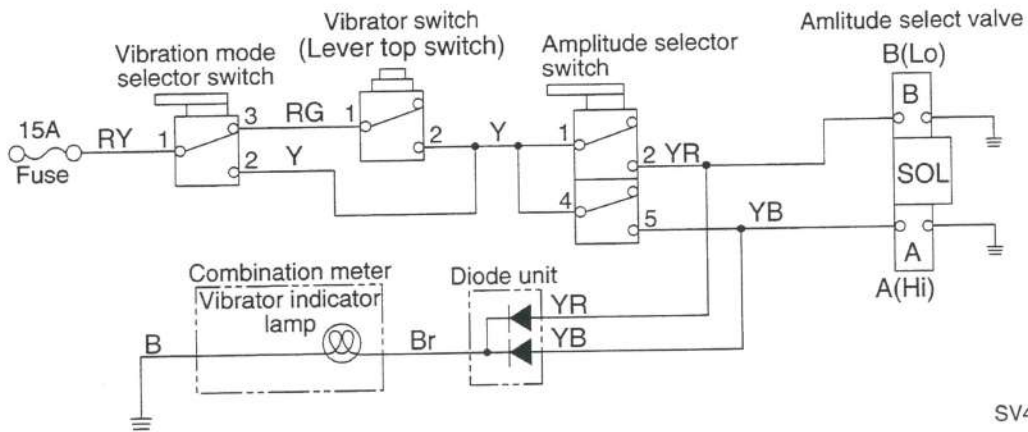 Vibration mode
selector switch
Vibrator switch
(Lever top switch)
Amplitude selector
switch
Amlitude select valve
B(Lo)
15A
Fuse
RY
1
3
2
RG
Y
1
2
Y
1
2
YR
4
5
YB
B
SOL
A
A(Hi)
Combination meter
Vibrator indicator
lamp
B
Br
Diode unit
YR
YB
SV4